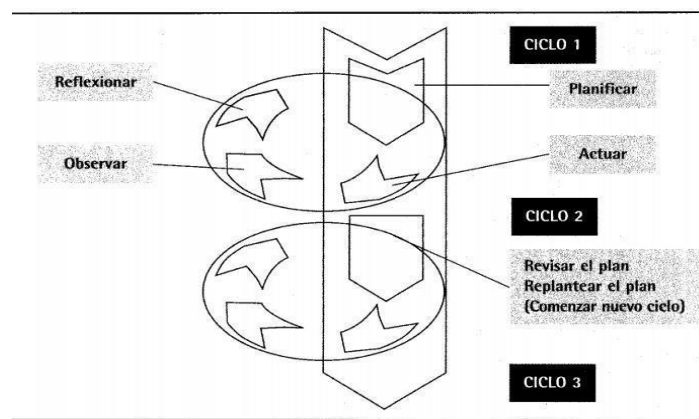 CICLO 1
Reflexionar
Planificar
Observar
Actuar
CICLO 2
Revisar el plan
Replantear el plan
(Comenzar nuevo ciclo)
CICLO 3